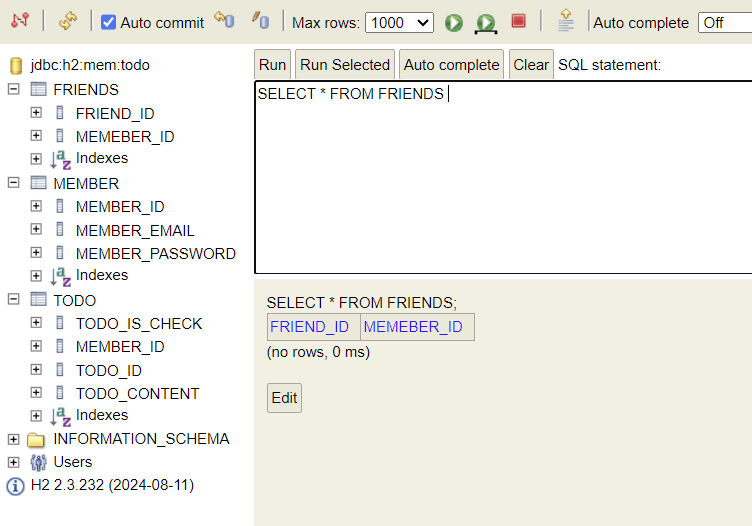 Auto commit Max rows: 1000 Auto complete Off
jdbc:h2:mem:todo
FRIENDS
FRIEND_ID
MEMEBER_ID
Indexes
MEMBER
MEMBER_ID
MEMBER_EMAIL
MEMBER_PASSWORD
Indexes
TODO
TODO_IS_CHECK
MEMBER_ID
TODO_ID
TODO_CONTENT
Indexes
INFORMATION_SCHEMA
Users
H2 2.3.232 (2024-08-11)
Run Run Selected Auto complete Clear SQL statement:
SELECT * FROM FRIENDS
SELECT * FROM FRIENDS;
FRIEND_ID MEMEBER_ID
(no rows, 0 ms)
Edit